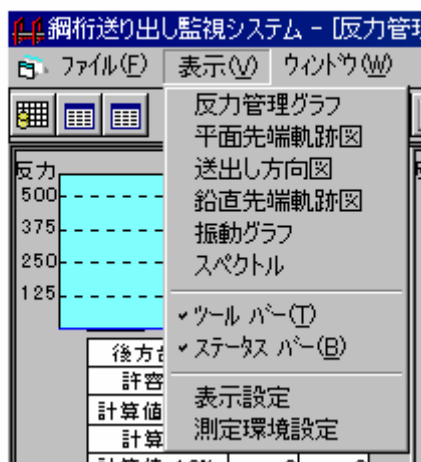 鋼桁送り出し監視システム - [反力管理
ファイル(F) 表示(V) ウィンドウ(W)
反力管理グラフ
平面先端軌跡図
送出し方向図
鉛直先端軌跡図
振動グラフ
スペクトル
ツール バー(T)
ステータス バー(B)
表示設定
測定環境設定
反力
500
375
250
125
後方
許容
計算値
計算